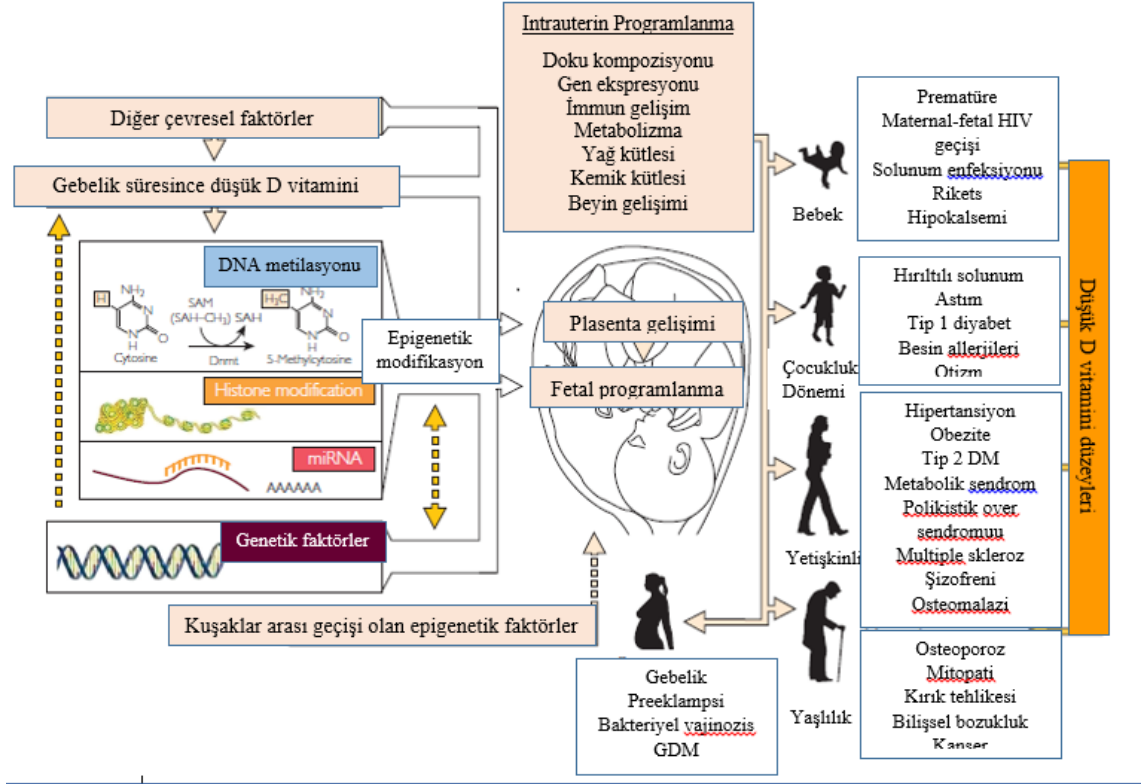 Intrauterin Programlanma
Doku kompozisyonu
Gen ekspresyonu
İmmun gelişim
Metabolizma
Yağ kütlesi
Kemik kütlesi
Beyin gelişimi
Diğer çevresel faktörler
Gebelik süresince düşük D vitamini
DNA metilasyonu
H
NH₂
N
O
N
H
Cytosine
SAM
(SAH–CH₃)
SAH
Dnmt
H₃C
NH₂
N
O
N
H
5-Methylcytosine
Histone modification
miRNA
AAAAAA
Genetik faktörler
Epigenetik
modifikasyon
Kuşaklar arası geçişi olan epigenetik faktörler
Plasenta gelişimi
Fetal programlanma
Bebek
Çocukluk
Dönemi
Yetişkinli
Yaşlılık
Prematüre
Maternal-fetal HIV
geçişi
Solunum enfeksiyonu
Rikets
Hipokalsemi
Hırıltılı solunum
Astım
Tip 1 diyabet
Besin allerjileri
Otizm
Hipertansiyon
Obezite
Tip 2 DM
Metabolik sendrom
Polikistik over
sendromuu
Multiple skleroz
Şizofreni
Osteomalazi
Osteoporoz
Mitopati
Kırık tehlikesi
Bilişsel bozukluk
Kanser
Gebelik
Preeklampsi
Bakteriyel vajinozis
GDM
Düşük D vitamini düzeyleri